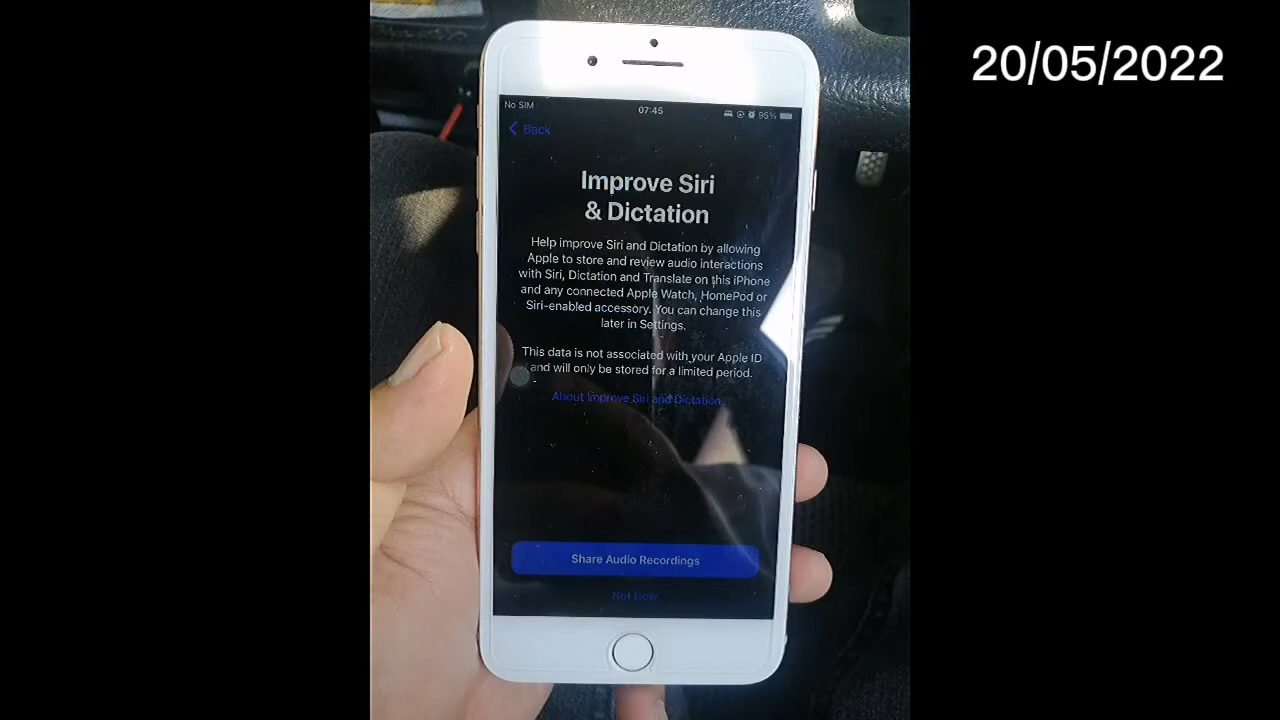 20/05/2022
No SIM
07:45
95%
Back
Improve Siri
& Dictation
Help improve Siri and Dictation by allowing
Apple to store and review audio interactions
with Siri, Dictation and Translate on this iPhone
and any connected Apple Watch, HomePod or
Siri-enabled accessory. You can change this
later in Settings.
This data is not associated with your Apple ID
and will only be stored for a limited period.
About Improve Siri and Dictation
Share Audio Recordings
Not Now